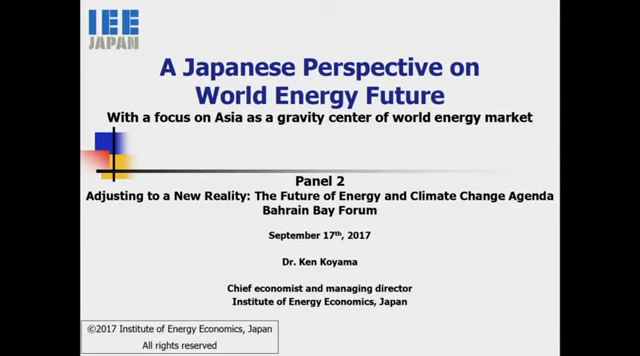 IEE
JAPAN
A Japanese Perspective on
World Energy Future
With a focus on Asia as a gravity center of world energy market
Panel 2
Adjusting to a New Reality: The Future of Energy and Climate Change Agenda
Bahrain Bay Forum
September 17th, 2017
Dr. Ken Koyama
Chief economist and managing director
Institute of Energy Economics, Japan
©2017 Institute of Energy Economics, Japan
All rights reserved